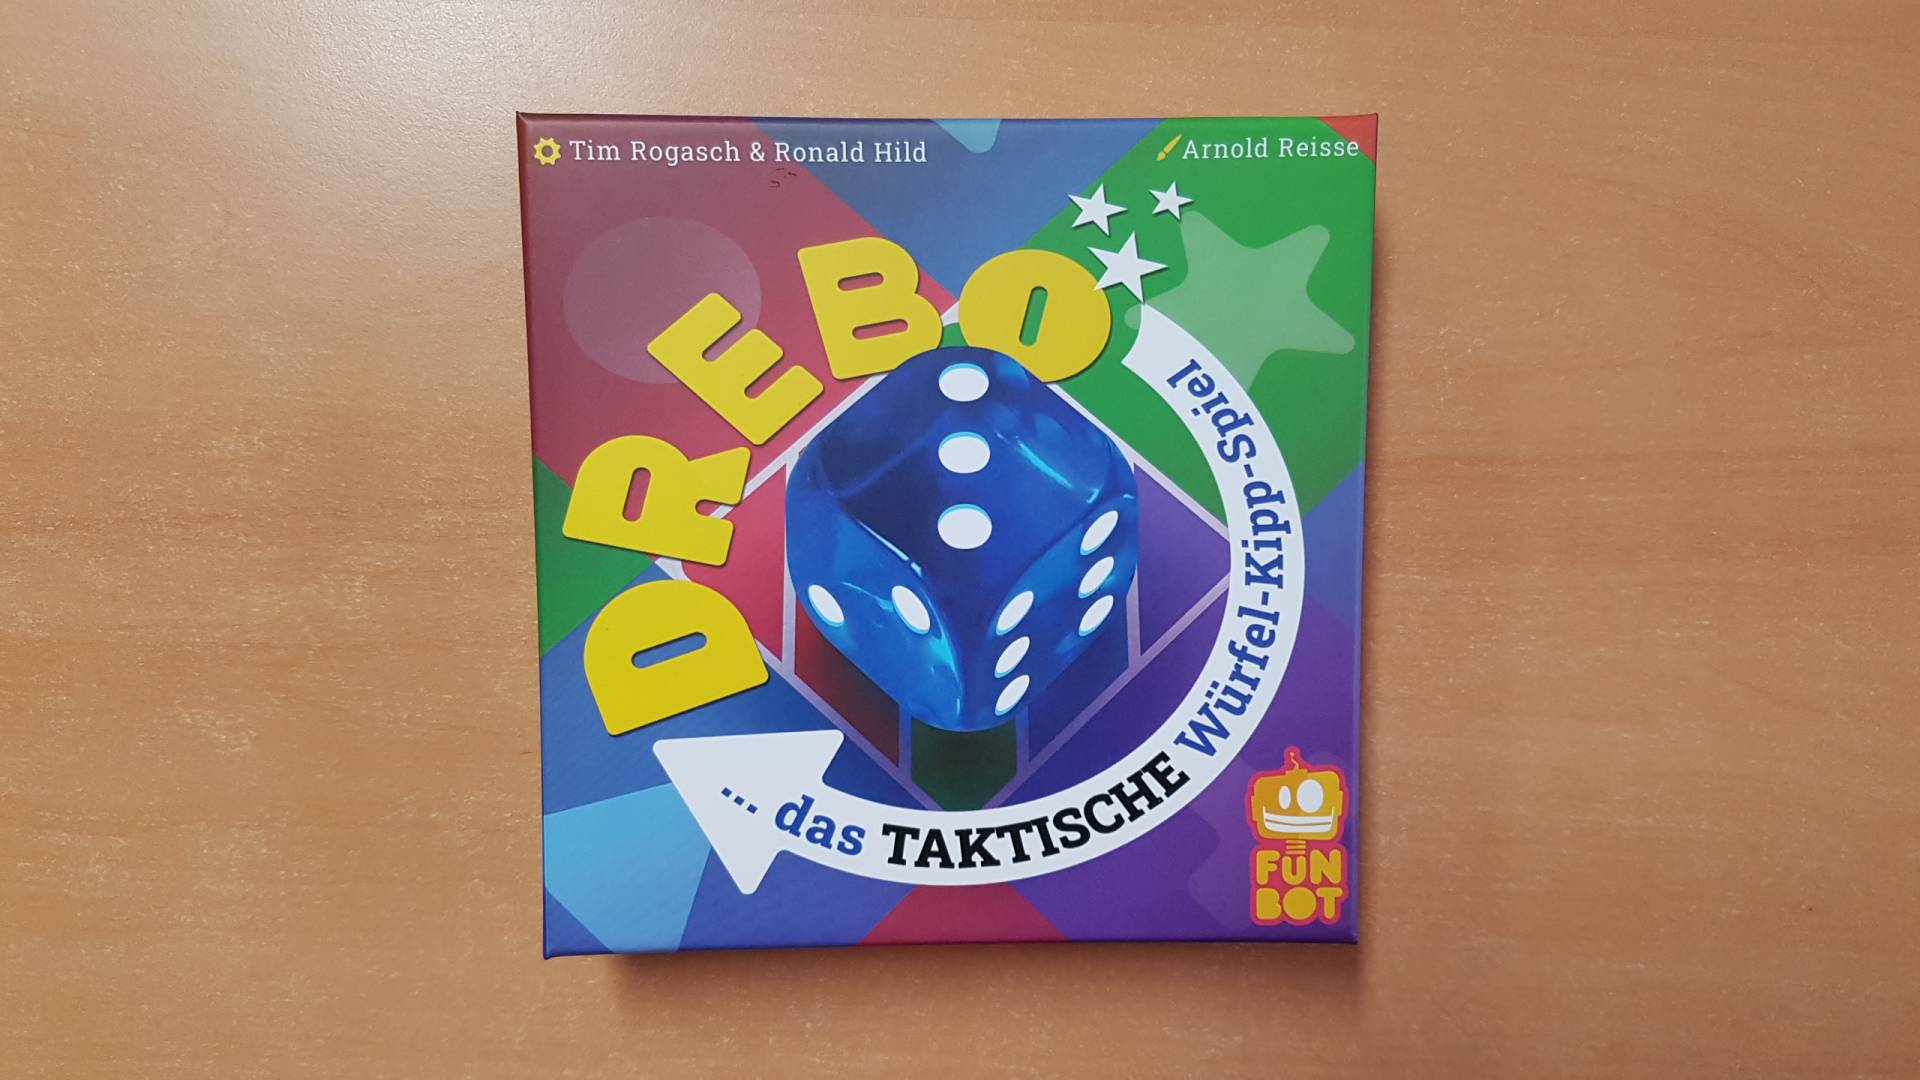 Tim Rogasch & Ronald Hild
Arnold Reisse
DREBO
... das TAKTISCHE Würfel-Kipp-Spiel
FUN
BOT